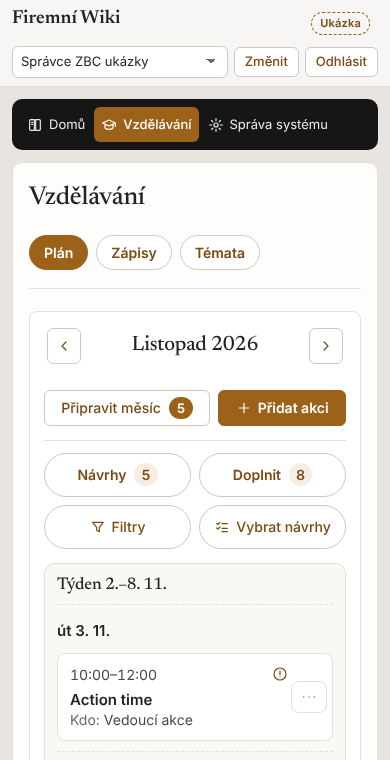 Firemní Wiki
Ukázka
Správce ZBC ukázky
Změnit
Odhlásit
Domů
Vzdělávání
Správa systému
Vzdělávání
Plán
Zápisy
Témata
Listopad 2026
Připravit měsíc 5
Přidat akci
Návrhy 5
Doplnit 8
Filtry
Vybrat návrhy
Týden 2.–8. 11.
út 3. 11.
10:00–12:00
Action time
Kdo: Vedoucí akce